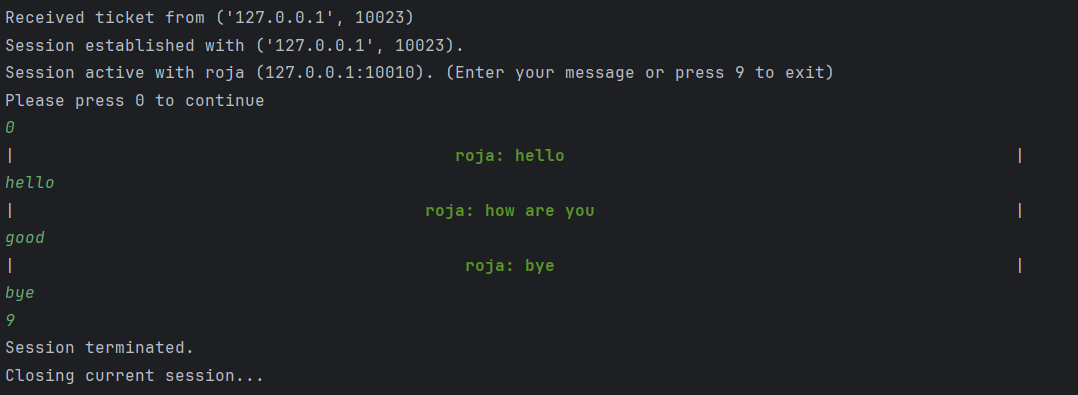 Received ticket from ('127.0.0.1', 10023)
Session established with ('127.0.0.1', 10023).
Session active with roja (127.0.0.1:10010). (Enter your message or press 9 to exit)
Please press 0 to continue
0
| roja: hello |
hello
| roja: how are you |
good
| roja: bye |
bye
9
Session terminated.
Closing current session...